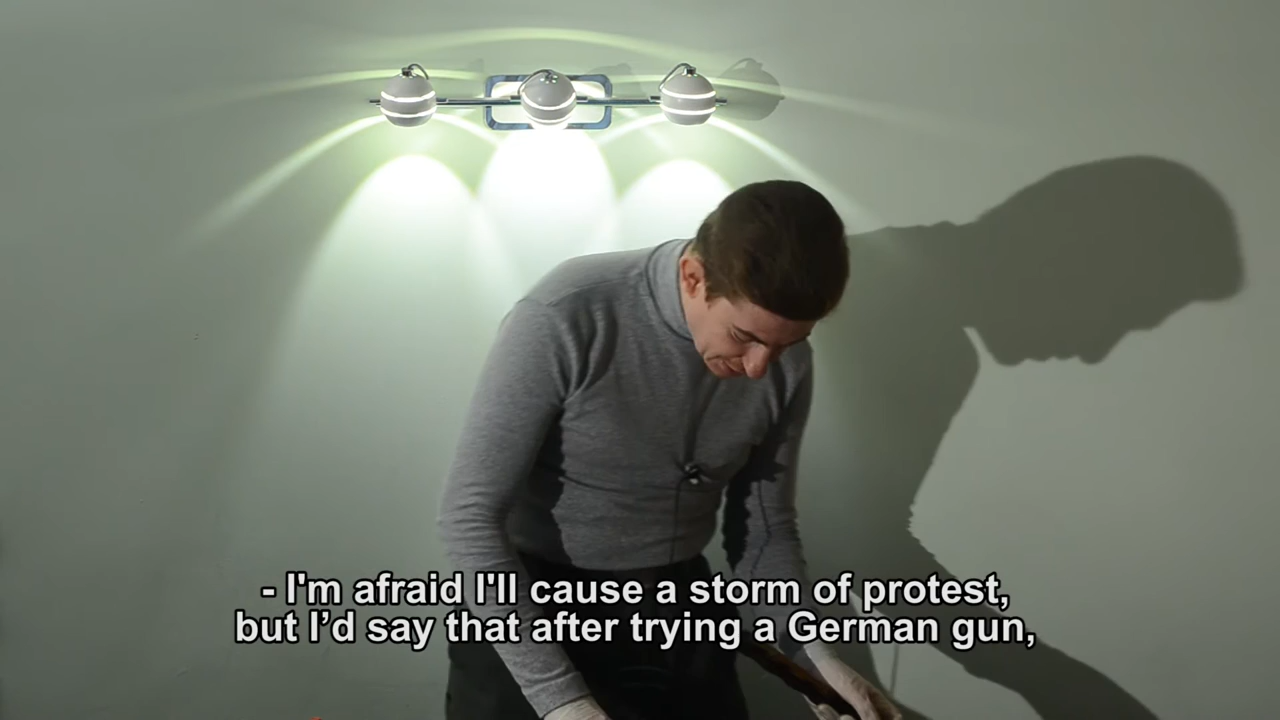 - I'm afraid I'll cause a storm of protest,
but I’d say that after trying a German gun,